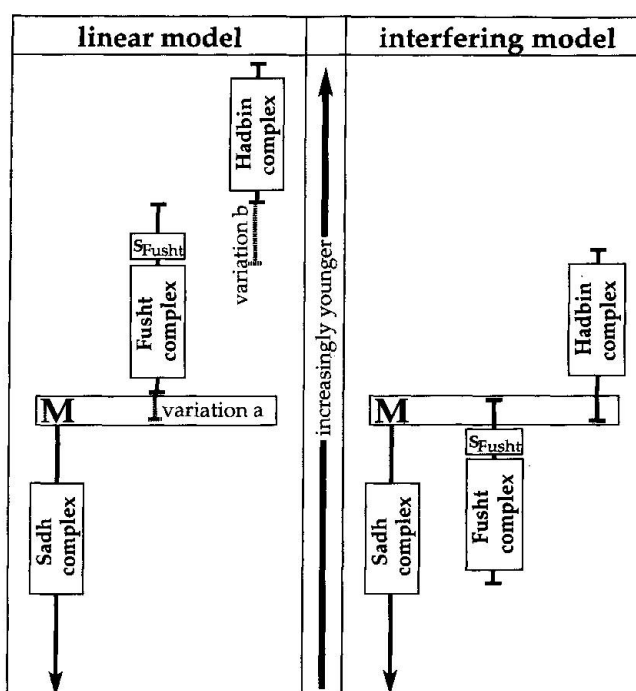 linear model
interfering model
Hadbin
complex
variation b
SFusht
Fusht
complex
M
variation a
Sadh
complex
increasingly younger
Hadbin
complex
M
SFusht
Fusht
complex
Sadh
complex